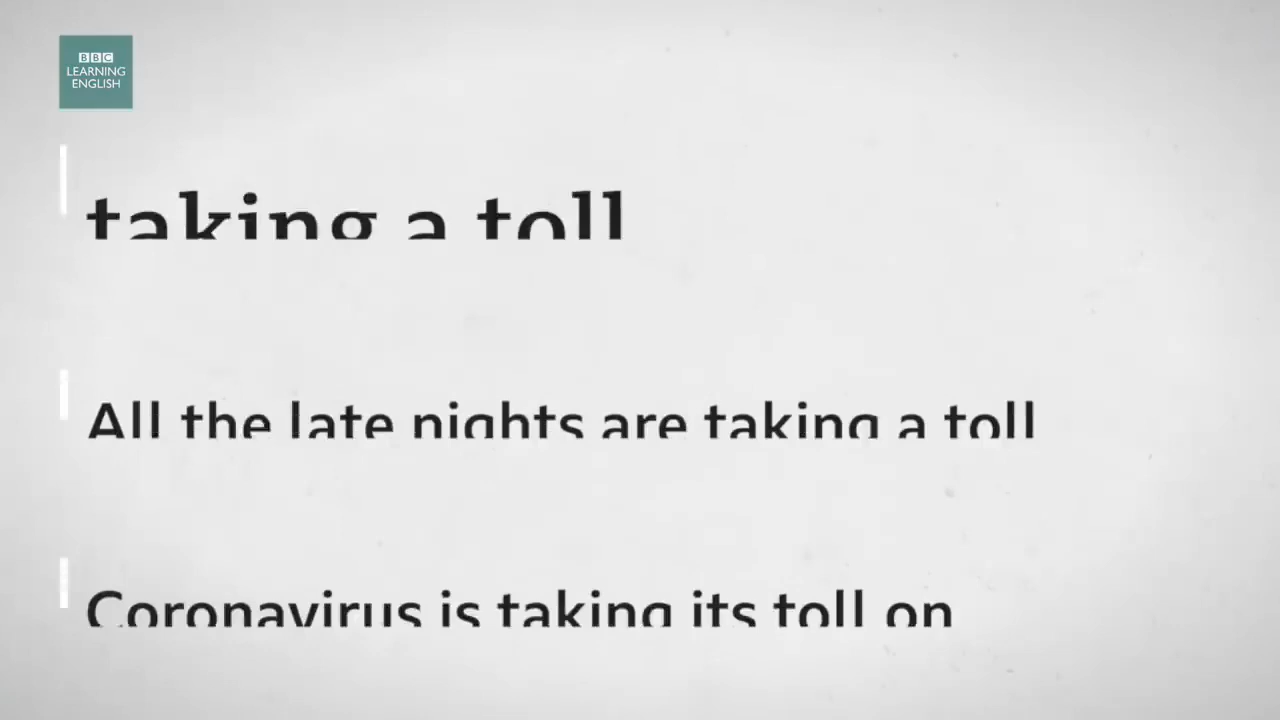 BBC
LEARNING
ENGLISH
taking a toll
All the late nights are taking a toll
Coronavirus is taking its toll on